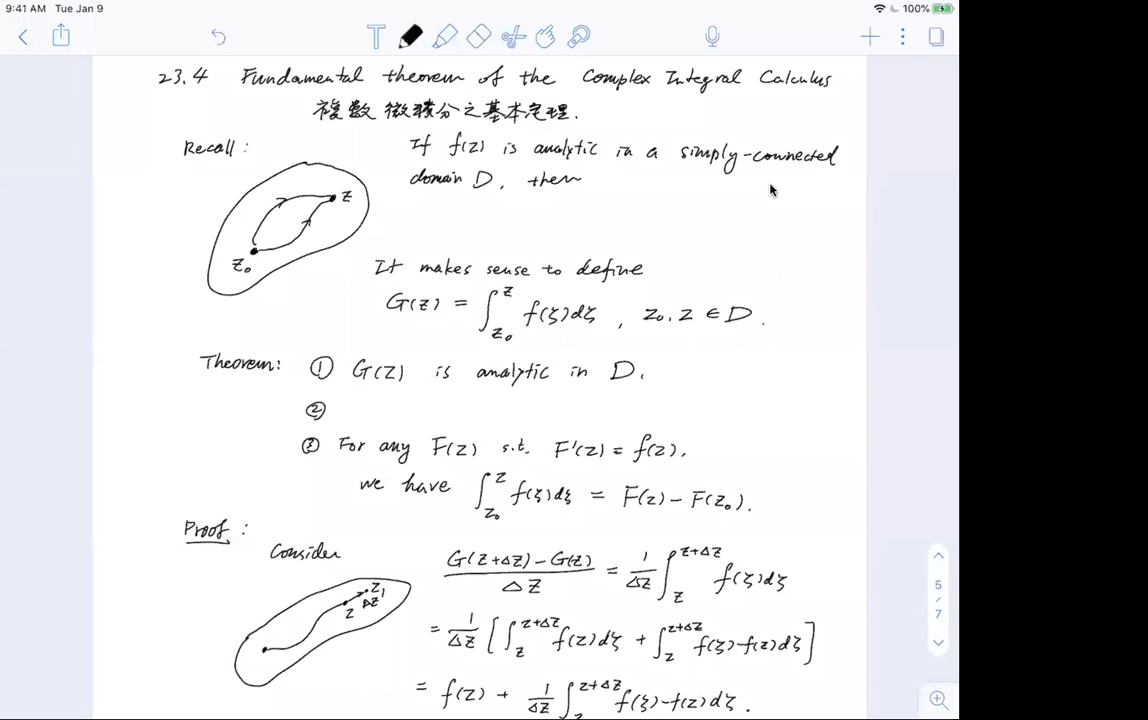 9:41 AM Tue Jan 9
100%
23.4 Fundamental theorem of the Complex Integral Calculus
複數微積分之基本定理.
Recall:
If f(z) is analytic in a simply-connected
domain D, then
z
z₀
It makes sense to define
G(z) = ∫_{z₀}^{z} f(ζ)dζ , z₀, z ∈ D.
Theorem: ① G(z) is analytic in D.
②
③ For any F(z) s.t. F'(z) = f(z).
we have ∫_{z₀}^{z} f(ζ)dζ = F(z) - F(z₀).
Proof:
Consider
G(z+Δz) - G(z) / Δz = 1/Δz ∫_{z}^{z+Δz} f(ζ)dζ
z
Δz
= 1/Δz [ ∫_{z}^{z+Δz} f(z)dζ + ∫_{z}^{z+Δz} f(ζ)-f(z)dζ ]
= f(z) + 1/Δz ∫_{z}^{z+Δz} f(ζ)-f(z)dζ.
5
/
7